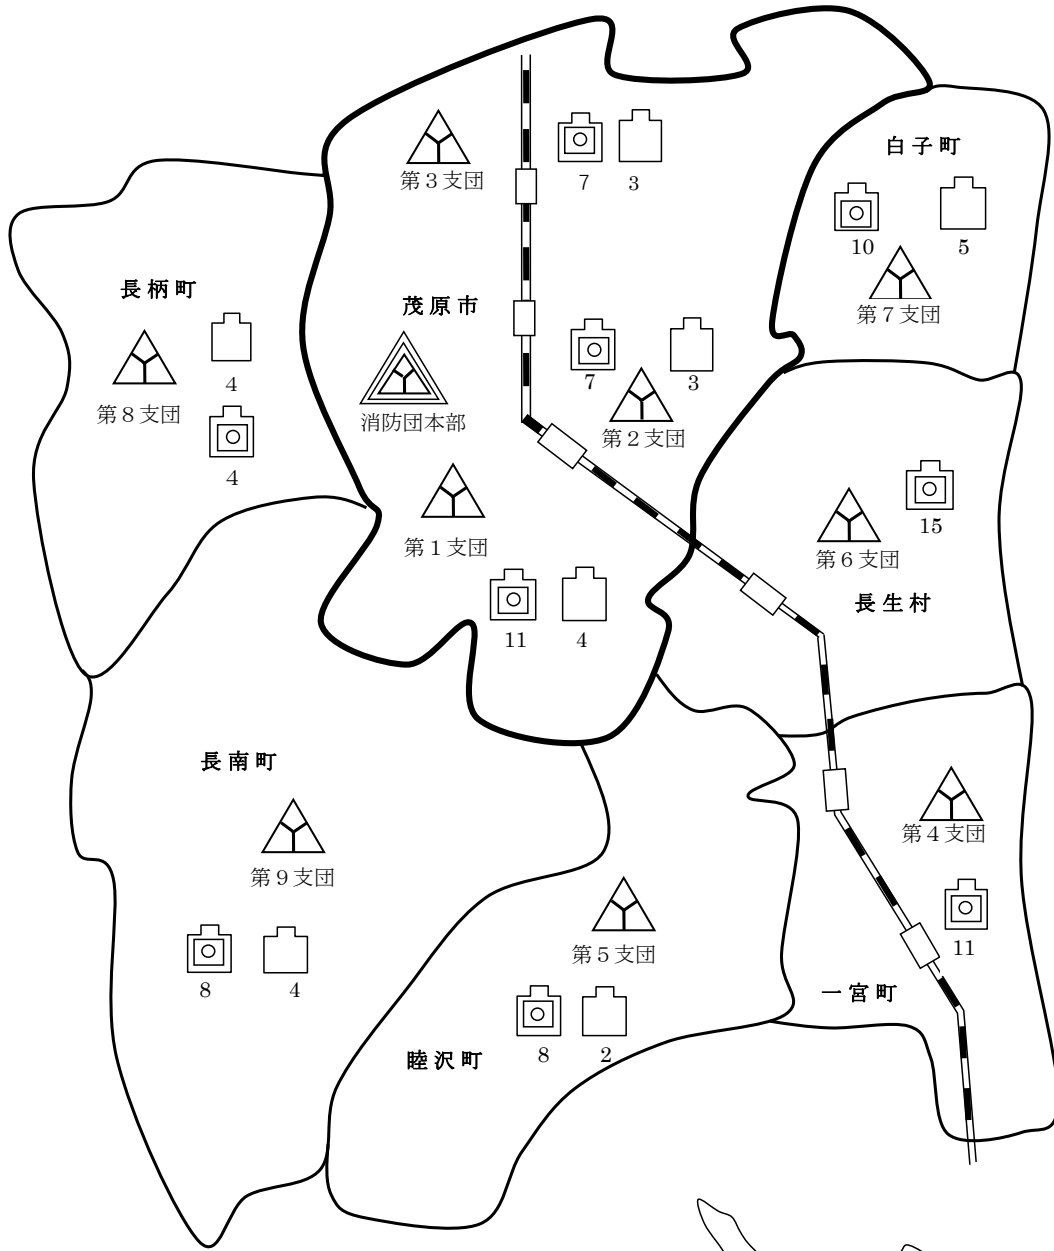 第３支団
7
3
白子町
10
5
第７支団
長柄町
4
第８支団
4
茂原市
消防団本部
7
3
第２支団
第１支団
11
4
15
第６支団
長生村
長南町
第９支団
8
4
第４支団
11
一宮町
第５支団
8
2
睦沢町